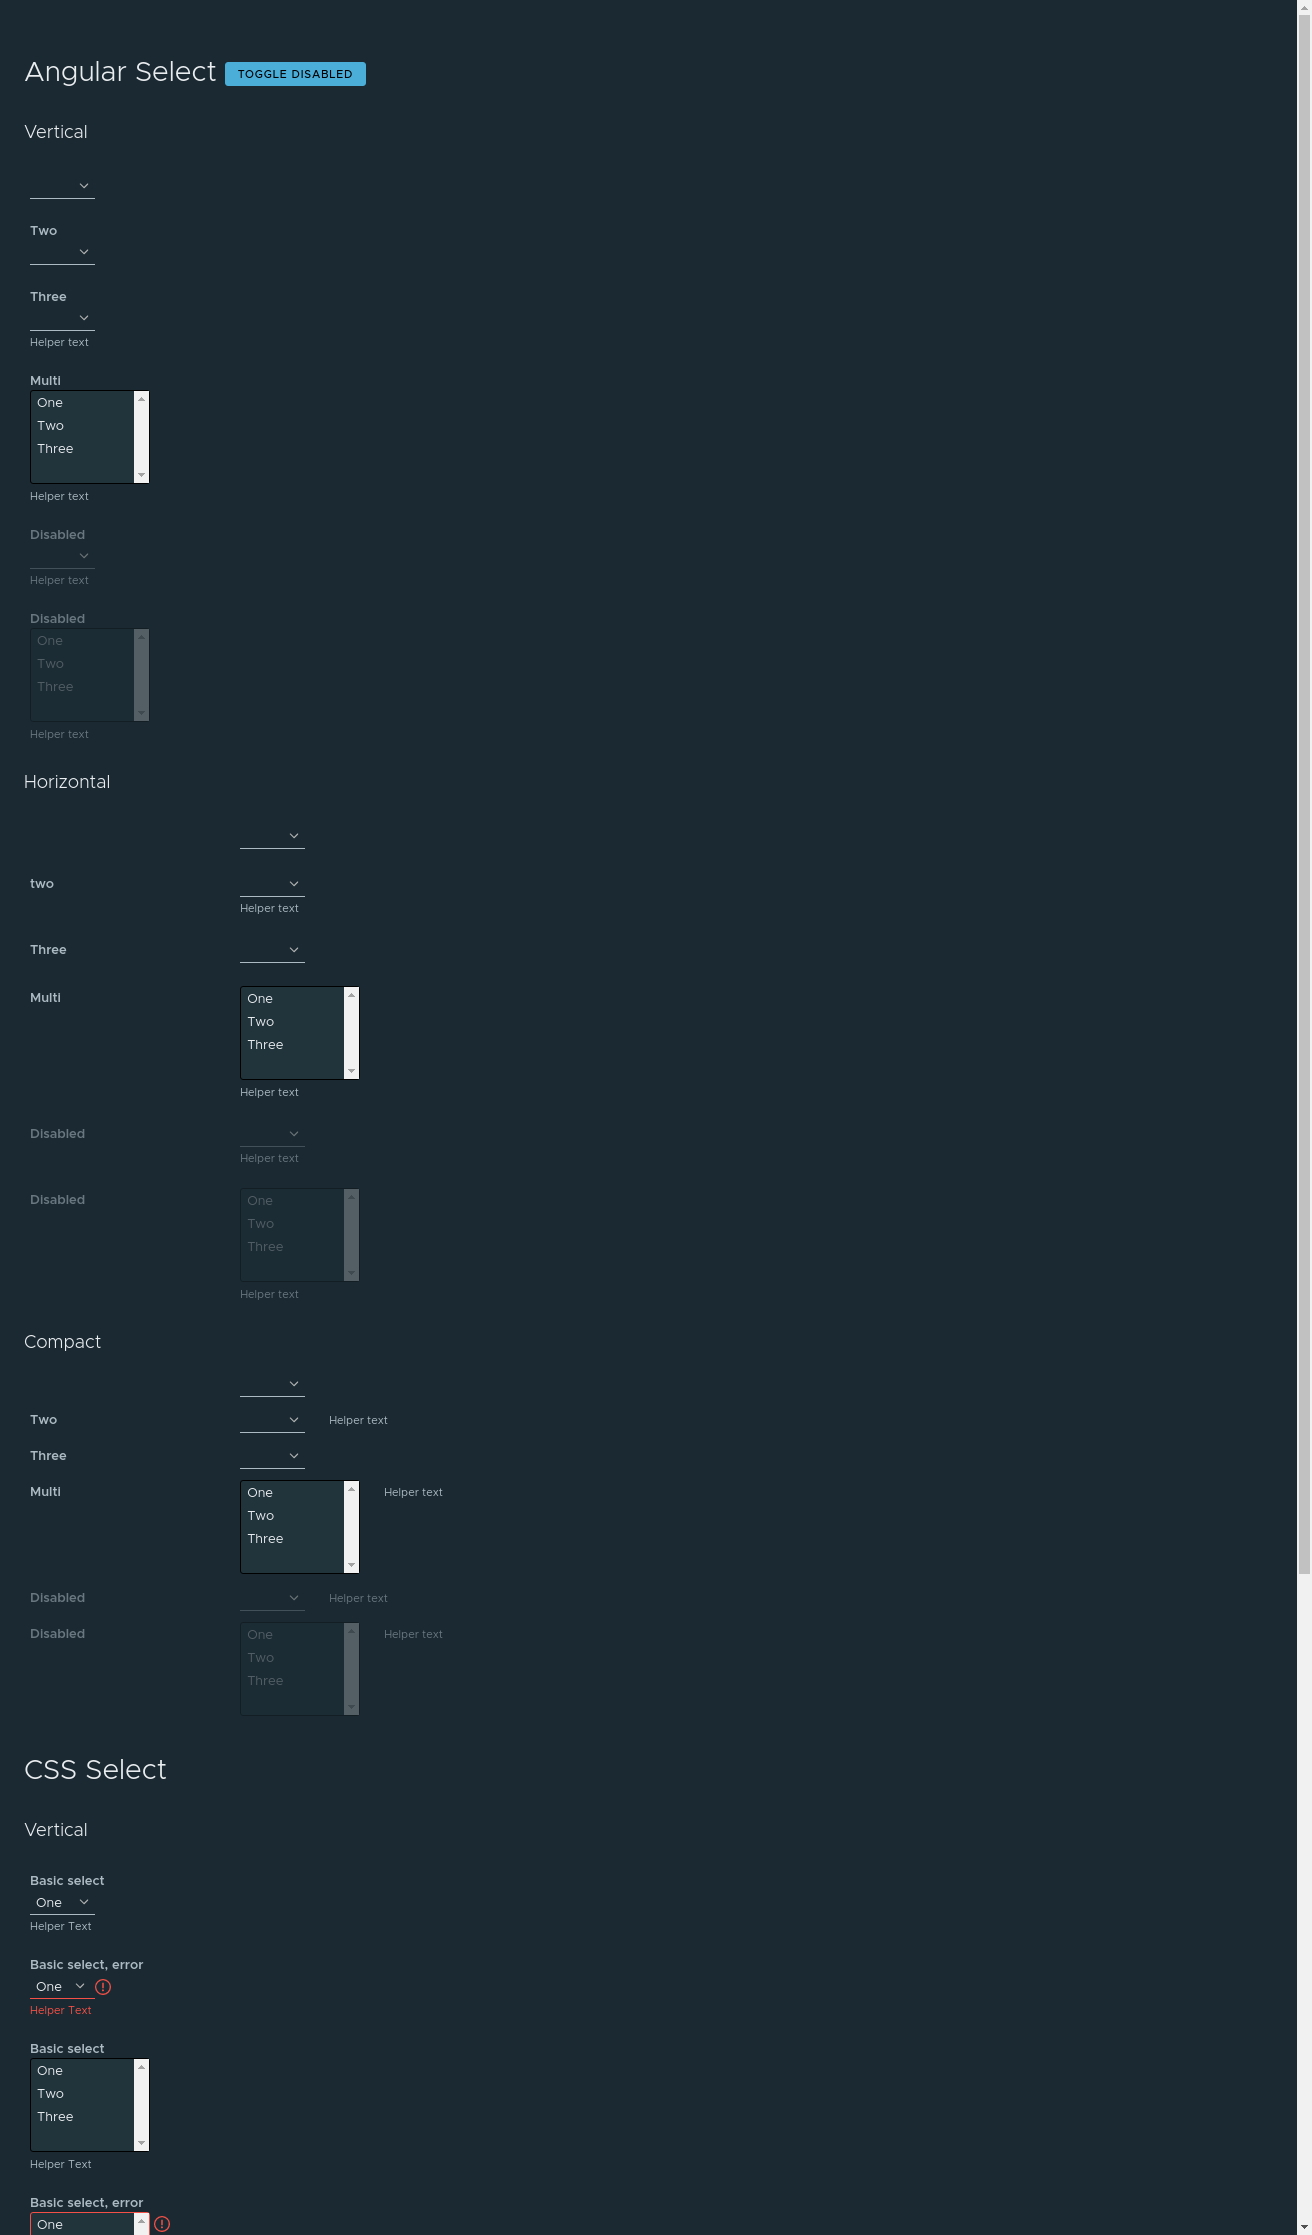 Angular Select TOGGLE DISABLED
Vertical
Two
Three
Helper text
Multi
One
Two
Three
Helper text
Disabled
Helper text
Disabled
One
Two
Three
Helper text
Horizontal
two
Helper text
Three
Multi One
Two
Three
Helper text
Disabled
Helper text
Disabled One
Two
Three
Helper text
Compact
Two Helper text
Three
Multi One Helper text
Two
Three
Disabled Helper text
Disabled One Helper text
Two
Three
CSS Select
Vertical
Basic select
One
Helper Text
Basic select, error
One
Helper Text
Basic select
One
Two
Three
Helper Text
Basic select, error
One